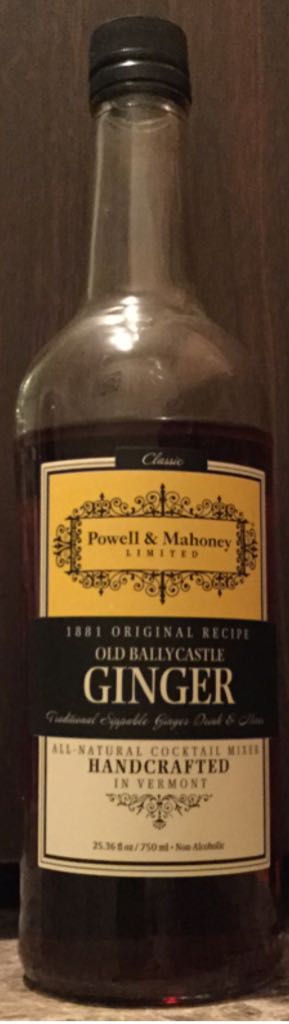 Classic
Powell & Mahoney
LIMITED
1881 ORIGINAL RECIPE
OLD BALLYCASTLE
GINGER
Traditional Sippable Ginger Drink & Mixer
ALL-NATURAL COCKTAIL MIXER
HANDCRAFTED
IN VERMONT
25.36 fl oz / 750 ml • Non Alcoholic